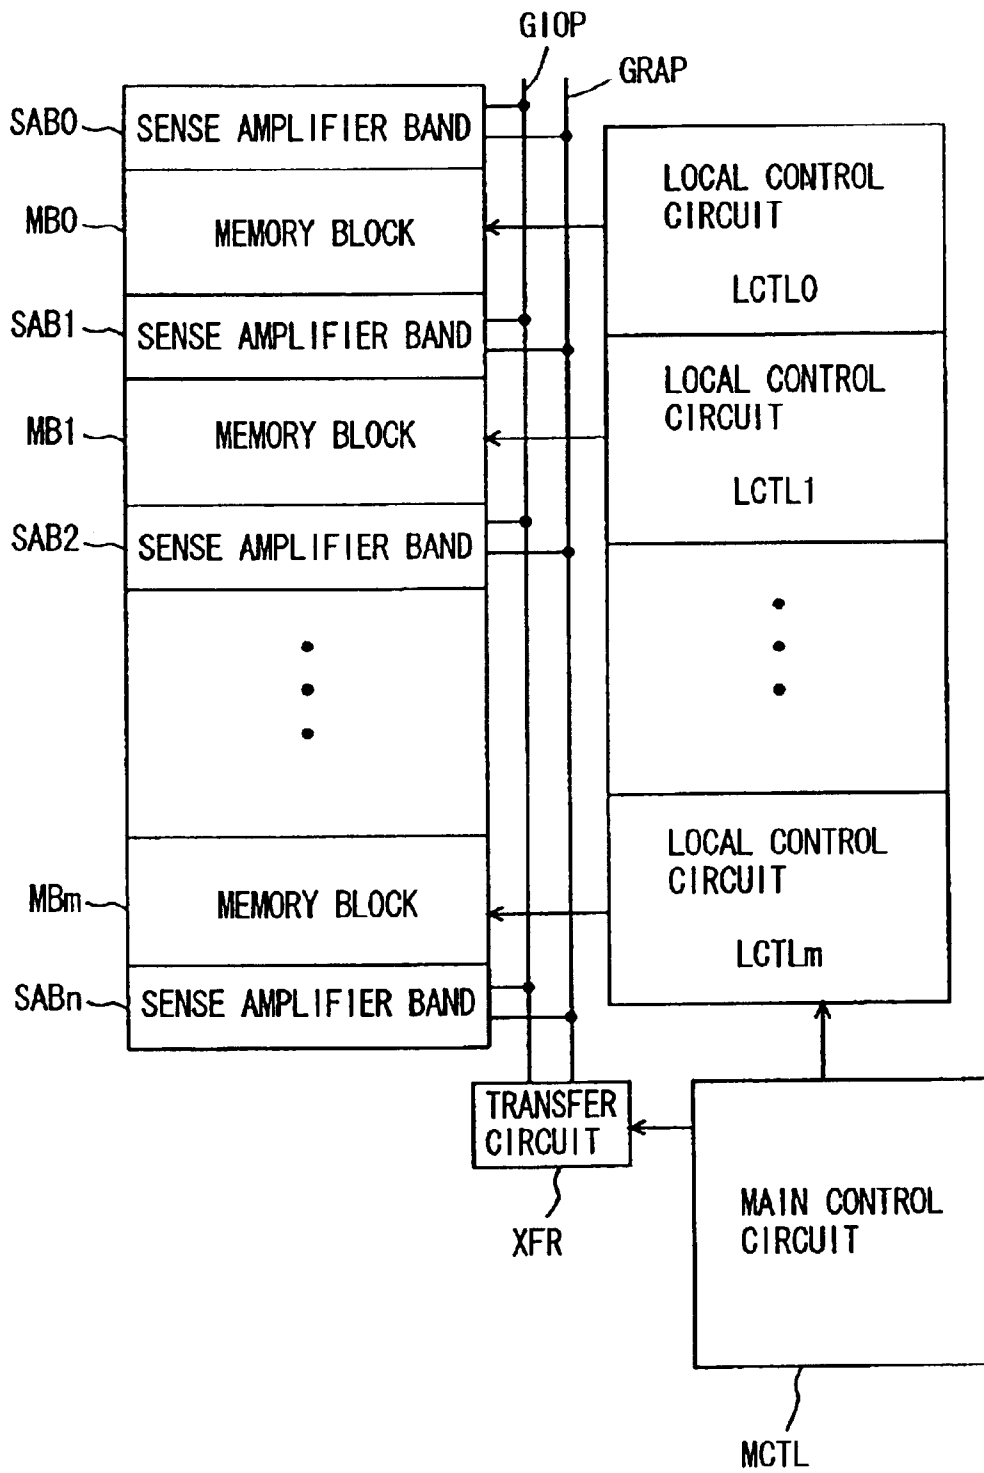 GIOP
GRAP
SAB0
SENSE AMPLIFIER BAND
MB0
MEMORY BLOCK
SAB1
SENSE AMPLIFIER BAND
MB1
MEMORY BLOCK
SAB2
SENSE AMPLIFIER BAND
MBm
MEMORY BLOCK
SABn
SENSE AMPLIFIER BAND
LOCAL CONTROL
CIRCUIT
LCTL0
LOCAL CONTROL
CIRCUIT
LCTL1
LOCAL CONTROL
CIRCUIT
LCTLm
TRANSFER
CIRCUIT
XFR
MAIN CONTROL
CIRCUIT
MCTL